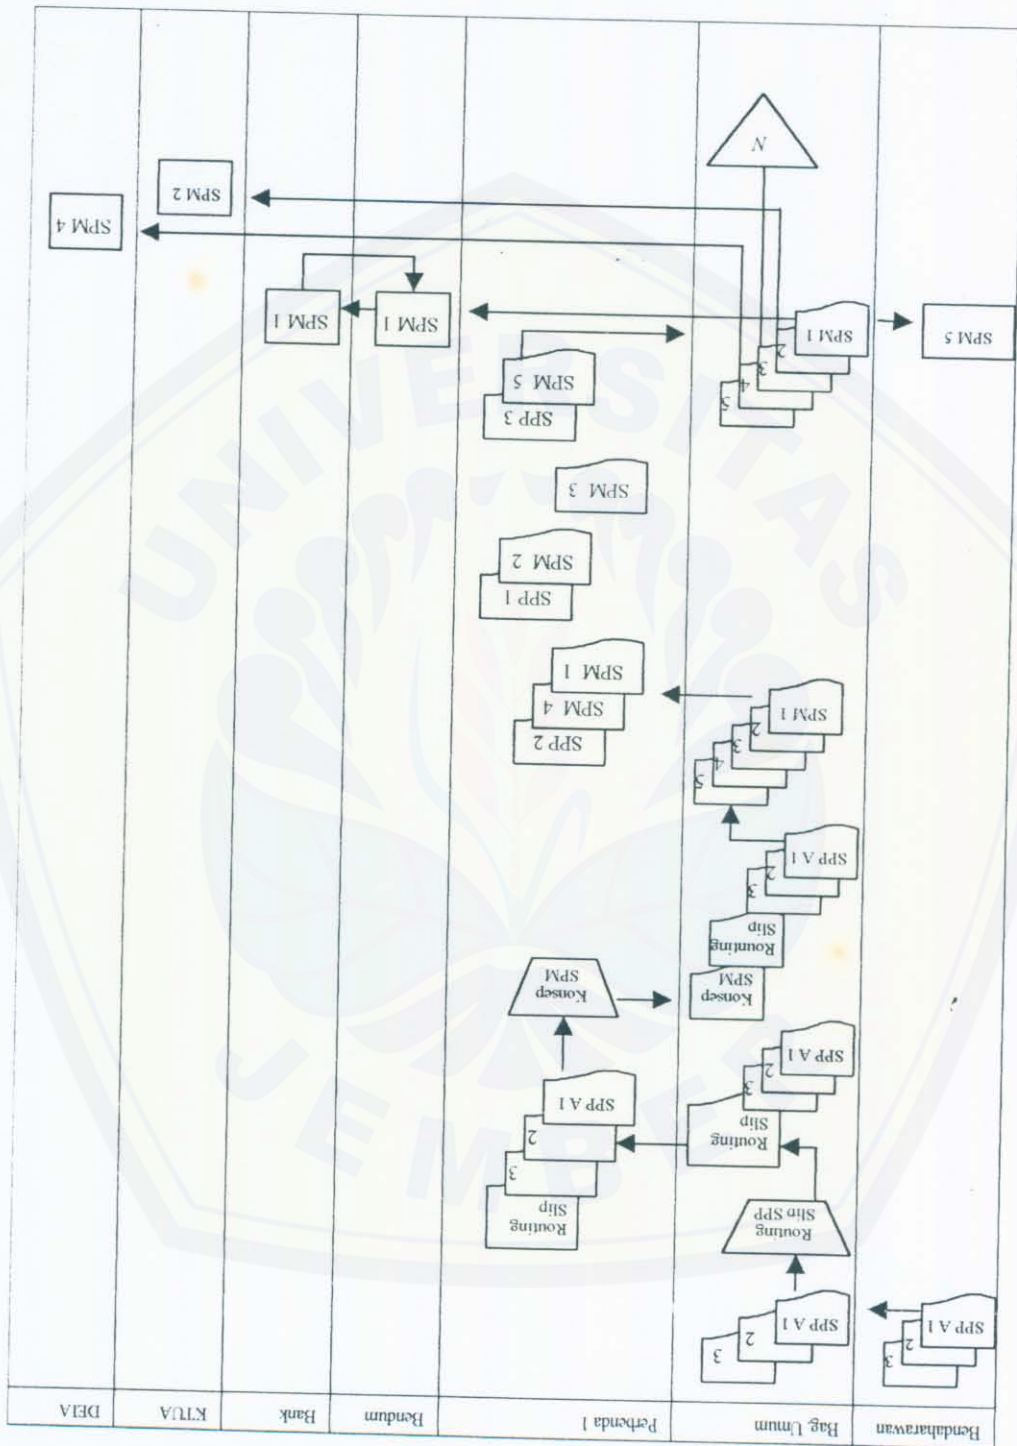 Bendaharawan
Bag. Umum
Perbenda 1
Bendum
Bank
KTUA
DEIA
3
2
SPP A 1
3
2
SPP A 1
Routing
Slip SPP
Routing
Slip
3
2
SPP A 1
Routing
Slip
3
2
SPP A 1
Konsep
SPM
Konsep
SPM
Rounting
Slip
3
2
SPP A 1
5
4
3
2
SPM 1
SPP 2
SPM 4
SPM 1
SPP 1
SPM 2
SPM 3
SPP 3
SPM 5
5
4
3
2
SPM 1
SPM 5
SPM 1
SPM 1
SPM 4
SPM 2
N
UNIVERSITAS
JEMBER